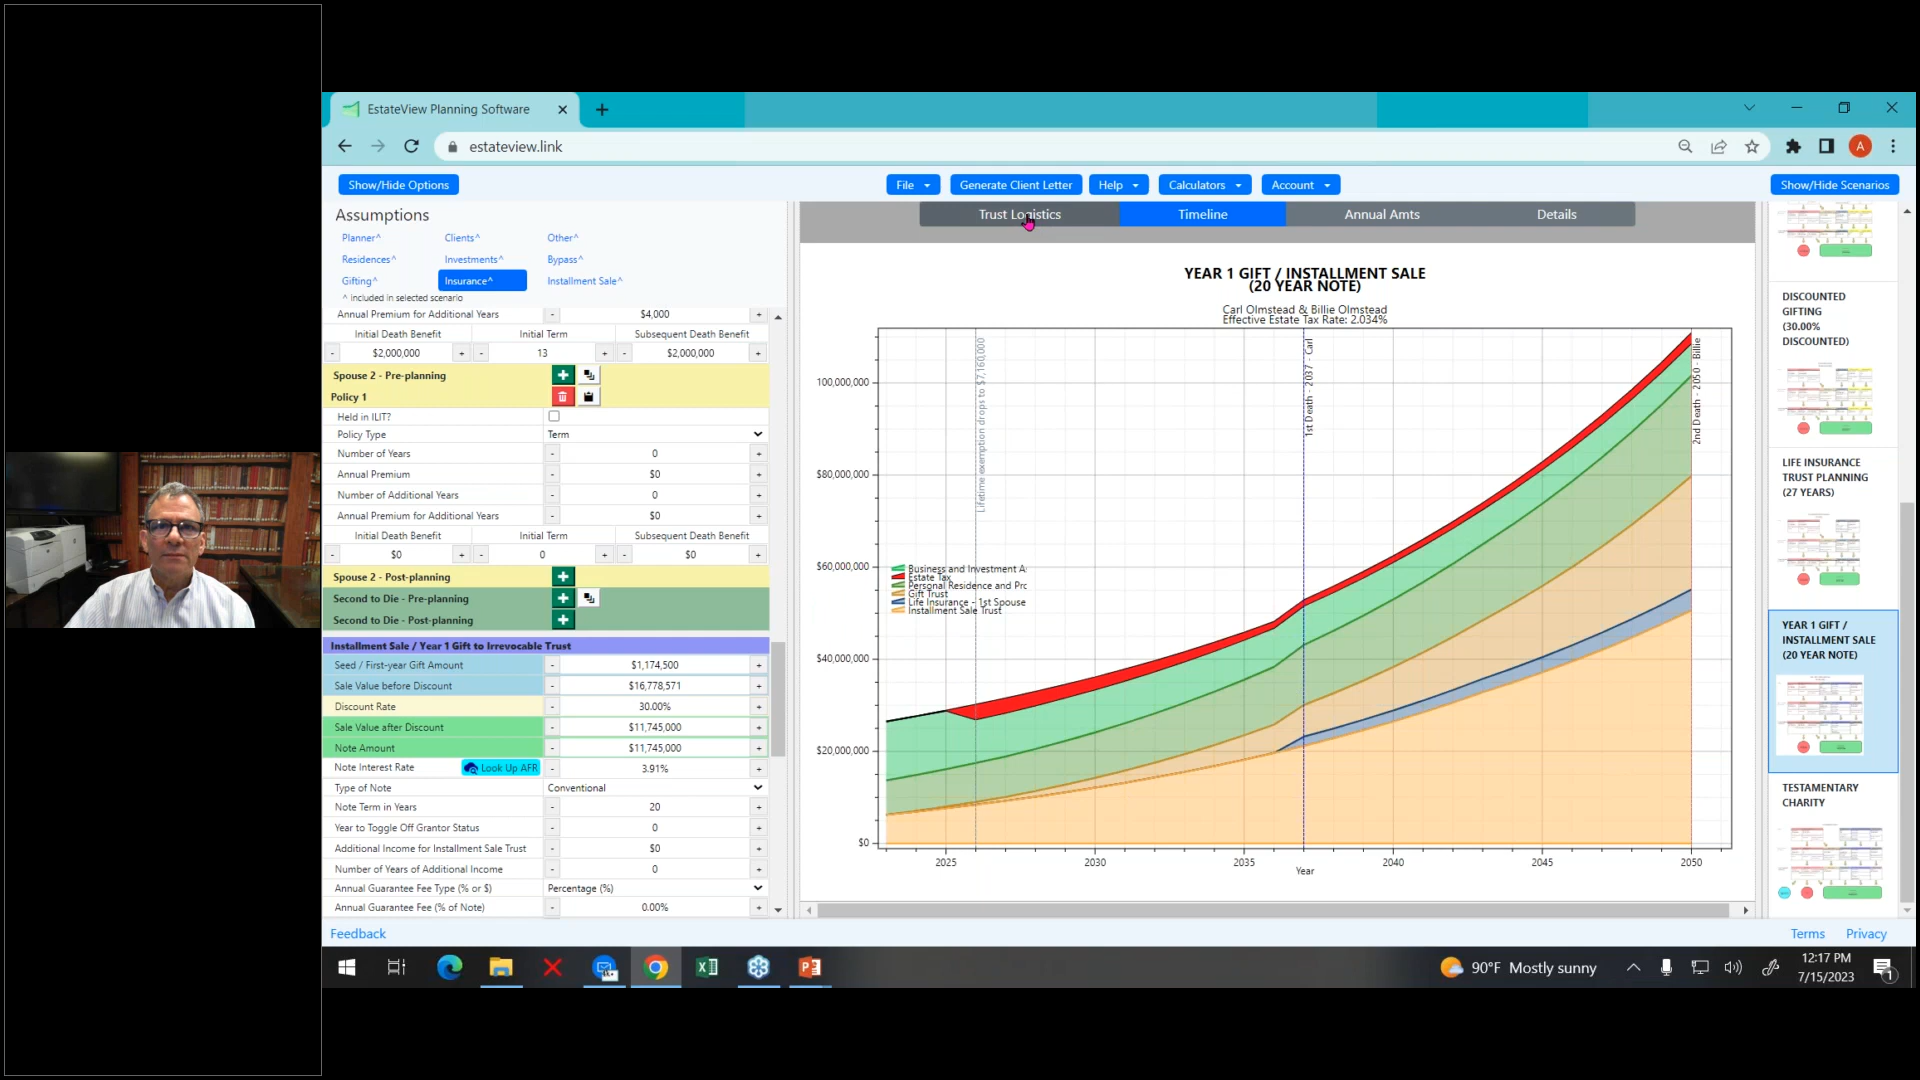 EstateView Planning Software
estateview.link
A
Show/Hide Options
File
Generate Client Letter
Help
Calculators
Account
Show/Hide Scenarios
Assumptions
Planner^ Clients^ Other^
Residences^ Investments^ Bypass^
Gifting^ Insurance^ Installment Sale^
^ included in selected scenario
Annual Premium for Additional Years - $4,000 +
Initial Death Benefit Initial Term Subsequent Death Benefit
- $2,000,000 + - 13 + - $2,000,000 +
Spouse 2 - Pre-planning
Policy 1
Held in ILIT?
Policy Type Term
Number of Years - 0 +
Annual Premium - $0 +
Number of Additional Years - 0 +
Annual Premium for Additional Years - $0 +
Initial Death Benefit Initial Term Subsequent Death Benefit
- $0 + - 0 + - $0 +
Spouse 2 - Post-planning
Second to Die - Pre-planning
Second to Die - Post-planning
Installment Sale / Year 1 Gift to Irrevocable Trust
Seed / First-year Gift Amount - $1,174,500 +
Sale Value before Discount - $16,778,571 +
Discount Rate - 30.00% +
Sale Value after Discount - $11,745,000 +
Note Amount - $11,745,000 +
Note Interest Rate Look Up AFR - 3.91% +
Type of Note Conventional
Note Term in Years - 20 +
Year to Toggle Off Grantor Status - 0 +
Additional Income for Installment Sale Trust - $0 +
Number of Years of Additional Income - 0 +
Annual Guarantee Fee Type (% or $) Percentage (%)
Annual Guarantee Fee (% of Note) - 0.00% +
Trust Logistics
Timeline
Annual Amts
Details
YEAR 1 GIFT / INSTALLMENT SALE
(20 YEAR NOTE)
Carl Olmstead & Billie Olmstead
Effective Estate Tax Rate: 2.034%
100,000,000
$80,000,000
$60,000,000
$40,000,000
$20,000,000
$0
Lifetime exemption drops to $7,160,000
1st Death - 2037 - Carl
2nd Death - 2050 - Billie
Business and Investment A
Estate Tax
Personal Residence and Prc
Gift Trust
Life Insurance - 1st Spouse
Installment Sale Trust
2025 2030 2035 2040 2045 2050
Year
DISCOUNTED
GIFTING
(30.00%
DISCOUNTED)
LIFE INSURANCE
TRUST PLANNING
(27 YEARS)
YEAR 1 GIFT /
INSTALLMENT SALE
(20 YEAR NOTE)
TESTAMENTARY
CHARITY
Feedback
Terms Privacy
90°F Mostly sunny
12:17 PM
7/15/2023
1